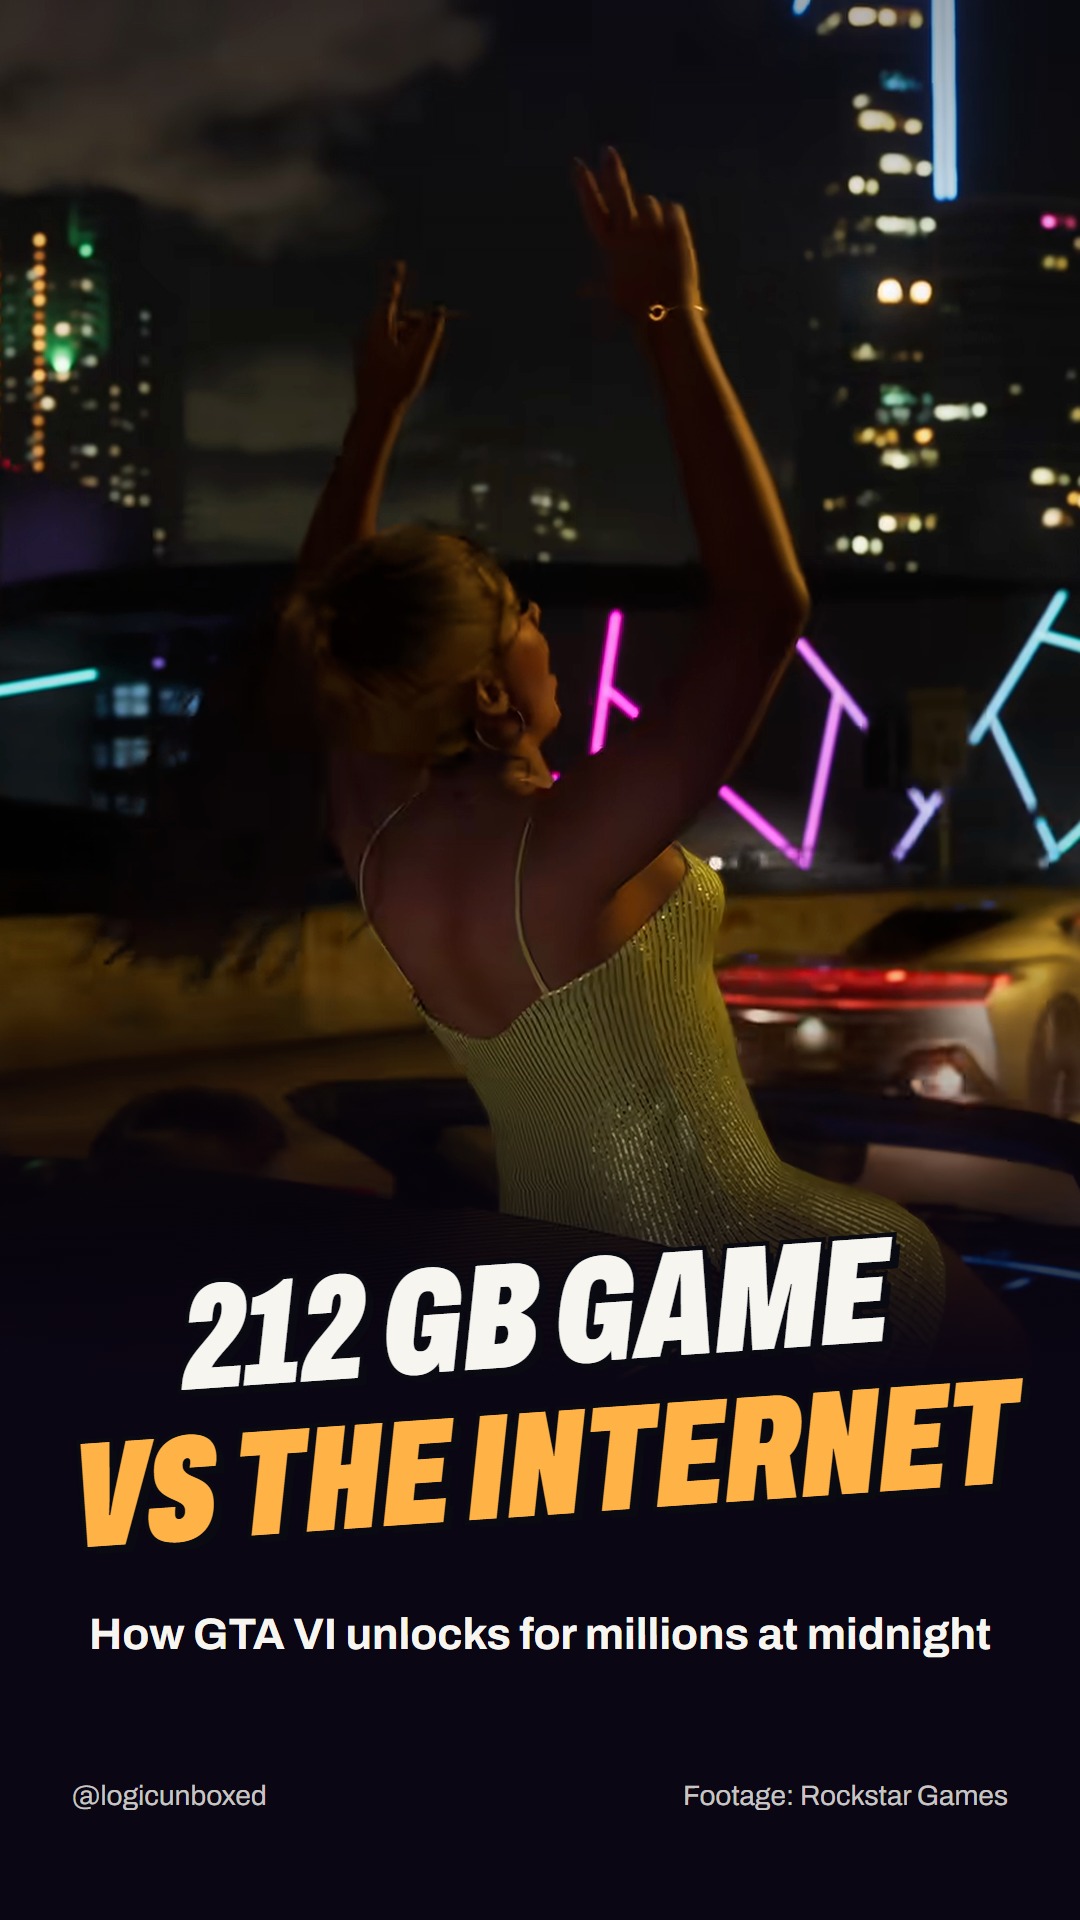 212 GB GAME
VS THE INTERNET
How GTA VI unlocks for millions at midnight
@logicunboxed
Footage: Rockstar Games